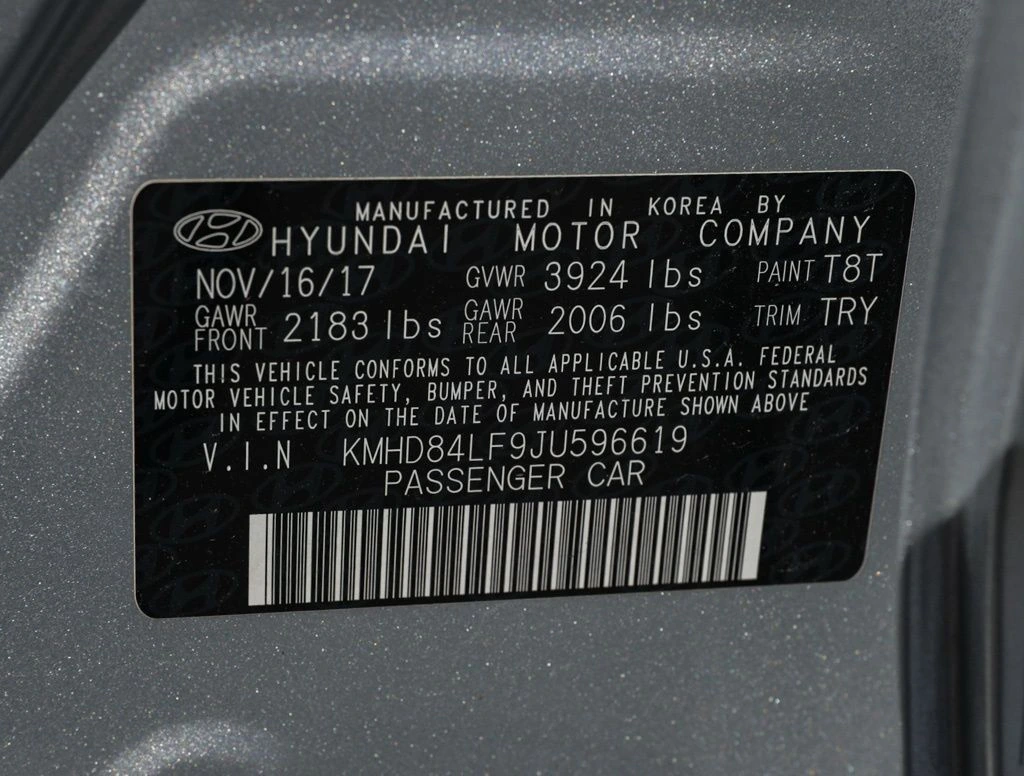 MANUFACTURED IN KOREA BY
HYUNDAI MOTOR COMPANY
NOV/16/17 GVWR 3924 lbs PAINT T8T
GAWR FRONT 2183 lbs GAWR REAR 2006 lbs TRIM TRY
THIS VEHICLE CONFORMS TO ALL APPLICABLE U.S.A. FEDERAL
MOTOR VEHICLE SAFETY, BUMPER, AND THEFT PREVENTION STANDARDS
IN EFFECT ON THE DATE OF MANUFACTURE SHOWN ABOVE
V.I.N KMHD84LF9JU596619
PASSENGER CAR